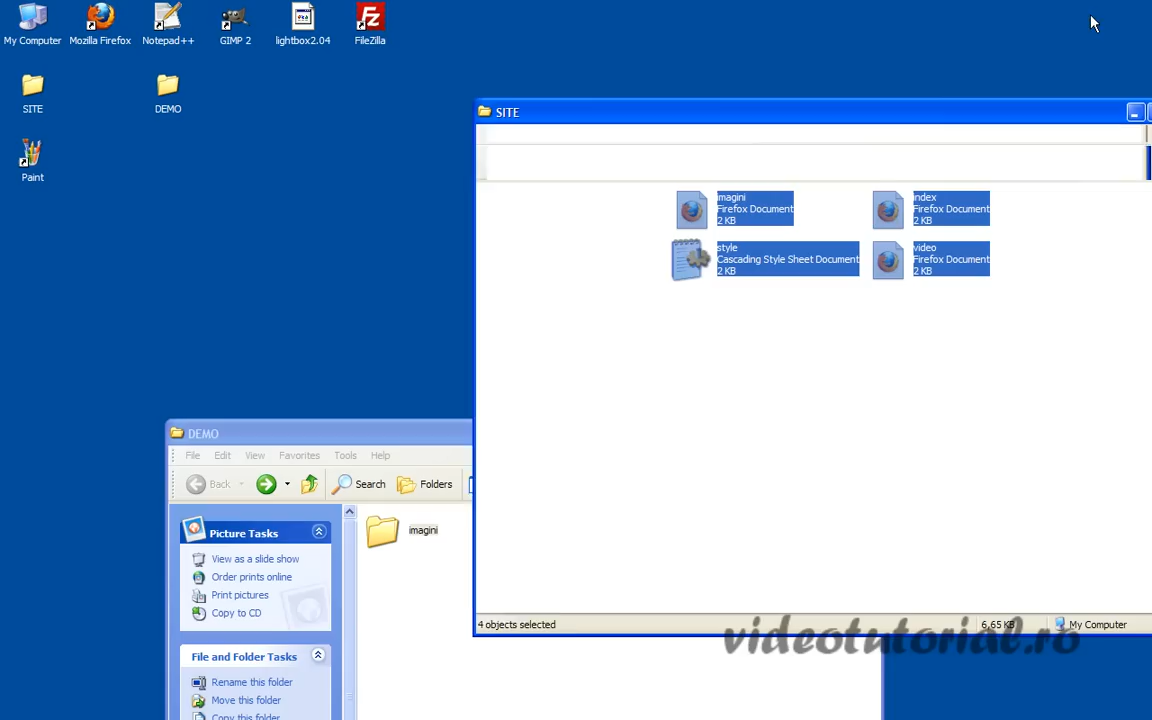 My Computer
Mozilla Firefox
Notepad++
GIMP 2
lightbox2.04
FileZilla
SITE
DEMO
Paint
SITE
imagini
Firefox Document
2 KB
index
Firefox Document
2 KB
style
Cascading Style Sheet Document
2 KB
video
Firefox Document
2 KB
4 objects selected
6,65 KB
My Computer
DEMO
File Edit View Favorites Tools Help
Back
Search
Folders
Picture Tasks
View as a slide show
Order prints online
Print pictures
Copy to CD
File and Folder Tasks
Rename this folder
Move this folder
Copy this folder
imagini
videotutorial.ro